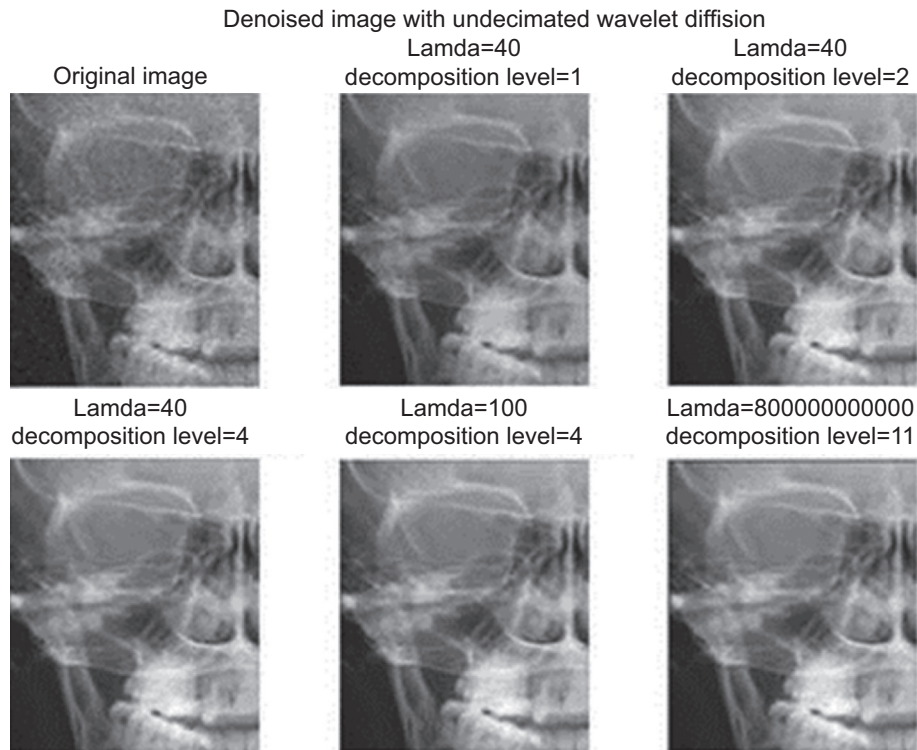 Denoised image with undecimated wavelet diffision
Original image
Lamda=40
decomposition level=1
Lamda=40
decomposition level=2
Lamda=40
decomposition level=4
Lamda=100
decomposition level=4
Lamda=800000000000
decomposition level=11